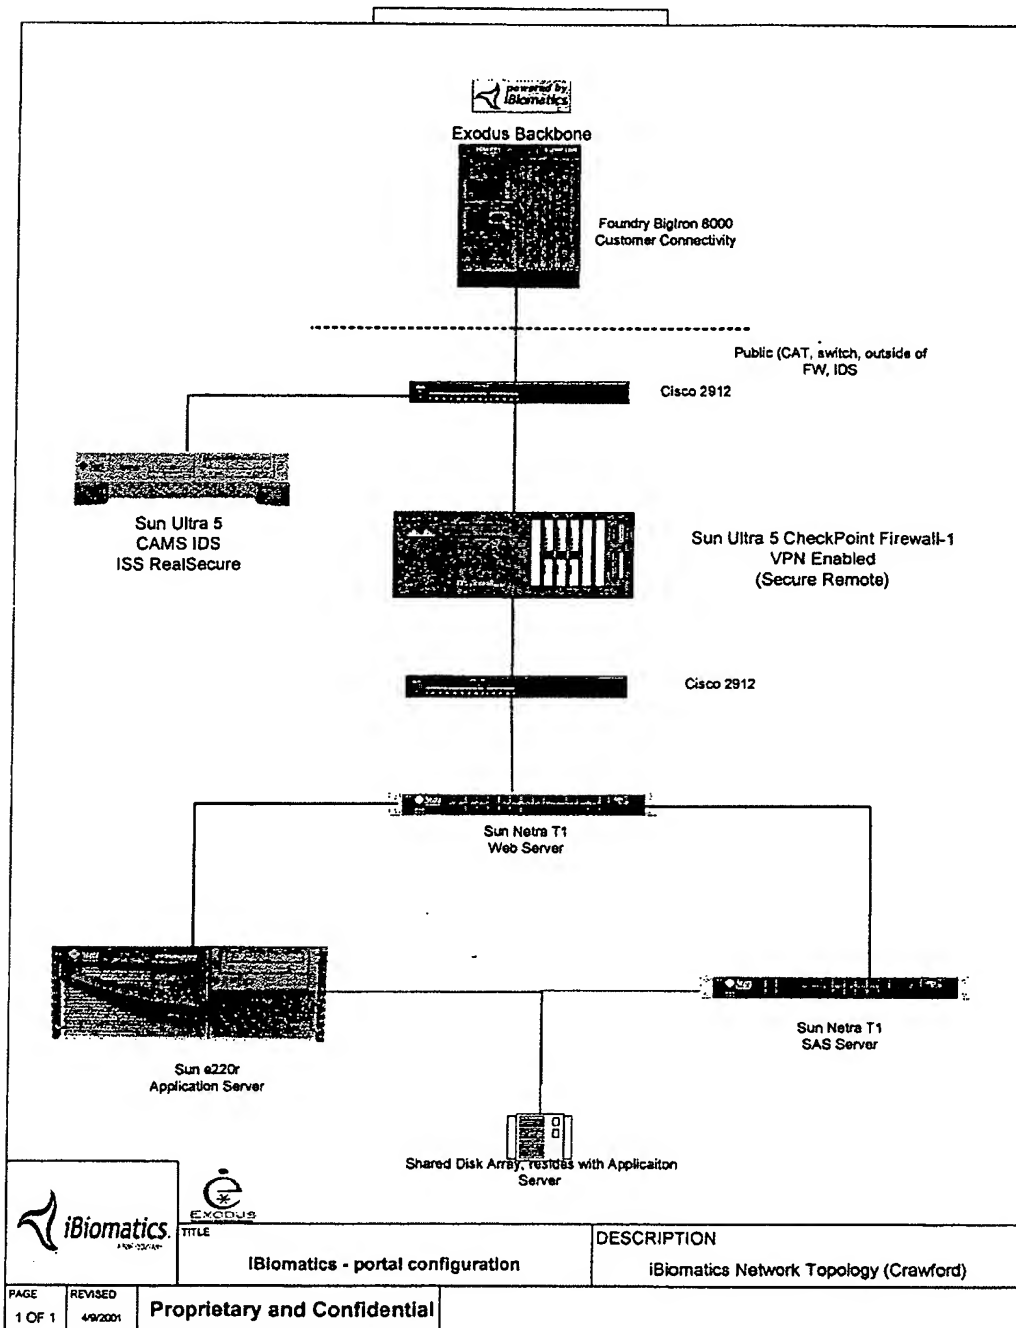 powered by
iBiomatics
Exodus Backbone
Foundry BigIron 8000
Customer Connectivity
Public (CAT, switch, outside of
FW, IDS
Cisco 2912
Sun Ultra 5
CAMS IDS
ISS RealSecure
Sun Ultra 5 CheckPoint Firewall-1
VPN Enabled
(Secure Remote)
Cisco 2912
Sun Netra T1
Web Server
Sun e220r
Application Server
Sun Netra T1
SAS Server
Shared Disk Array, resides with Applicaiton
Server
iBiomatics.
EXODUS
TITLE
iBiomatics - portal configuration
DESCRIPTION
iBiomatics Network Topology (Crawford)
PAGE
1 OF 1
REVISED
4/9/2001
Proprietary and Confidential